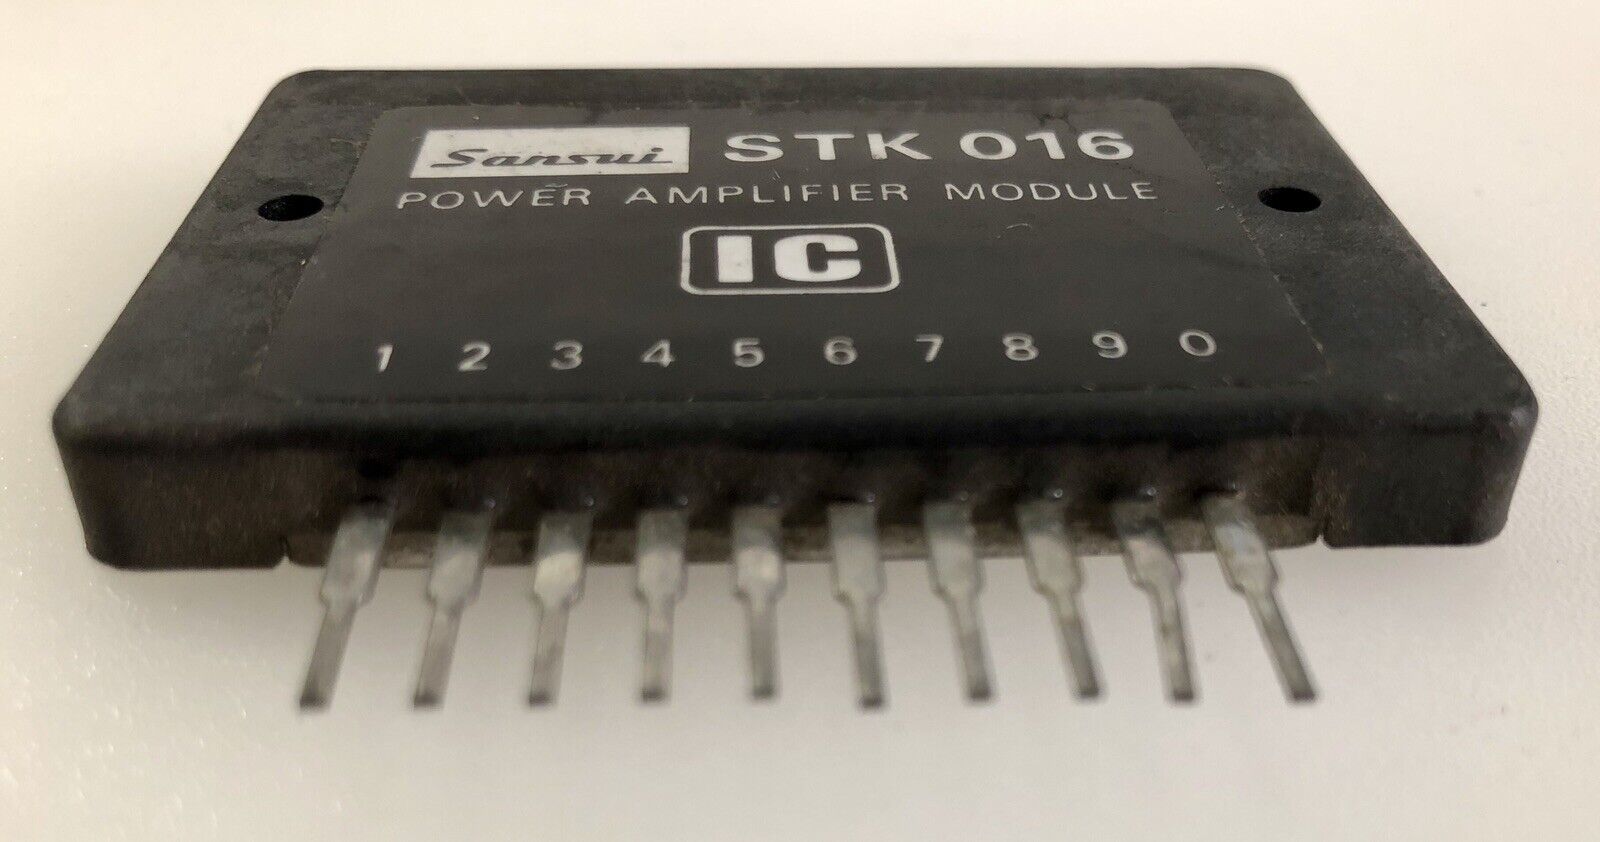 Sansui STK 016
POWER AMPLIFIER MODULE
IC
1 2 3 4 5 6 7 8 9 0